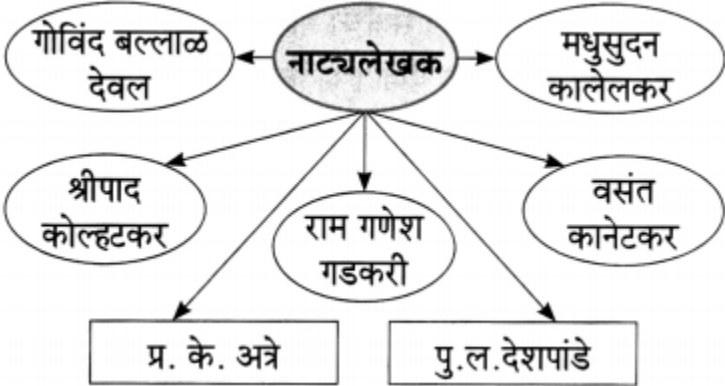 गोविंद बल्लाळ
देवल
नाट्यलेखक
मधुसुदन
कालेलकर
श्रीपाद
कोल्हटकर
राम गणेश
गडकरी
वसंत
कानेटकर
प्र. के. अत्रे
पु.ल.देशपांडे